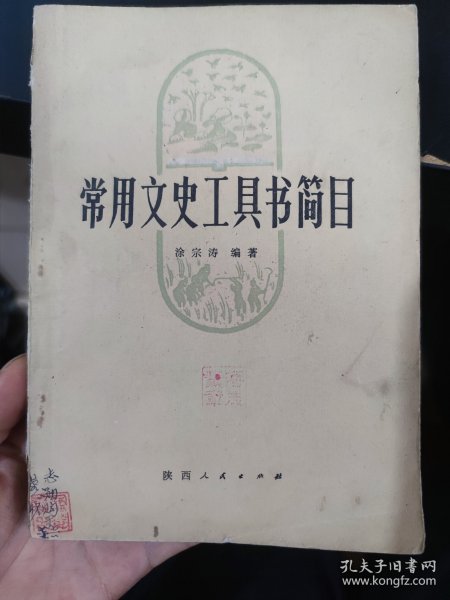 常用文史工具书简目
涂宗涛 编著
陕西人民出版社
孔夫子旧书网
www.kongfz.com